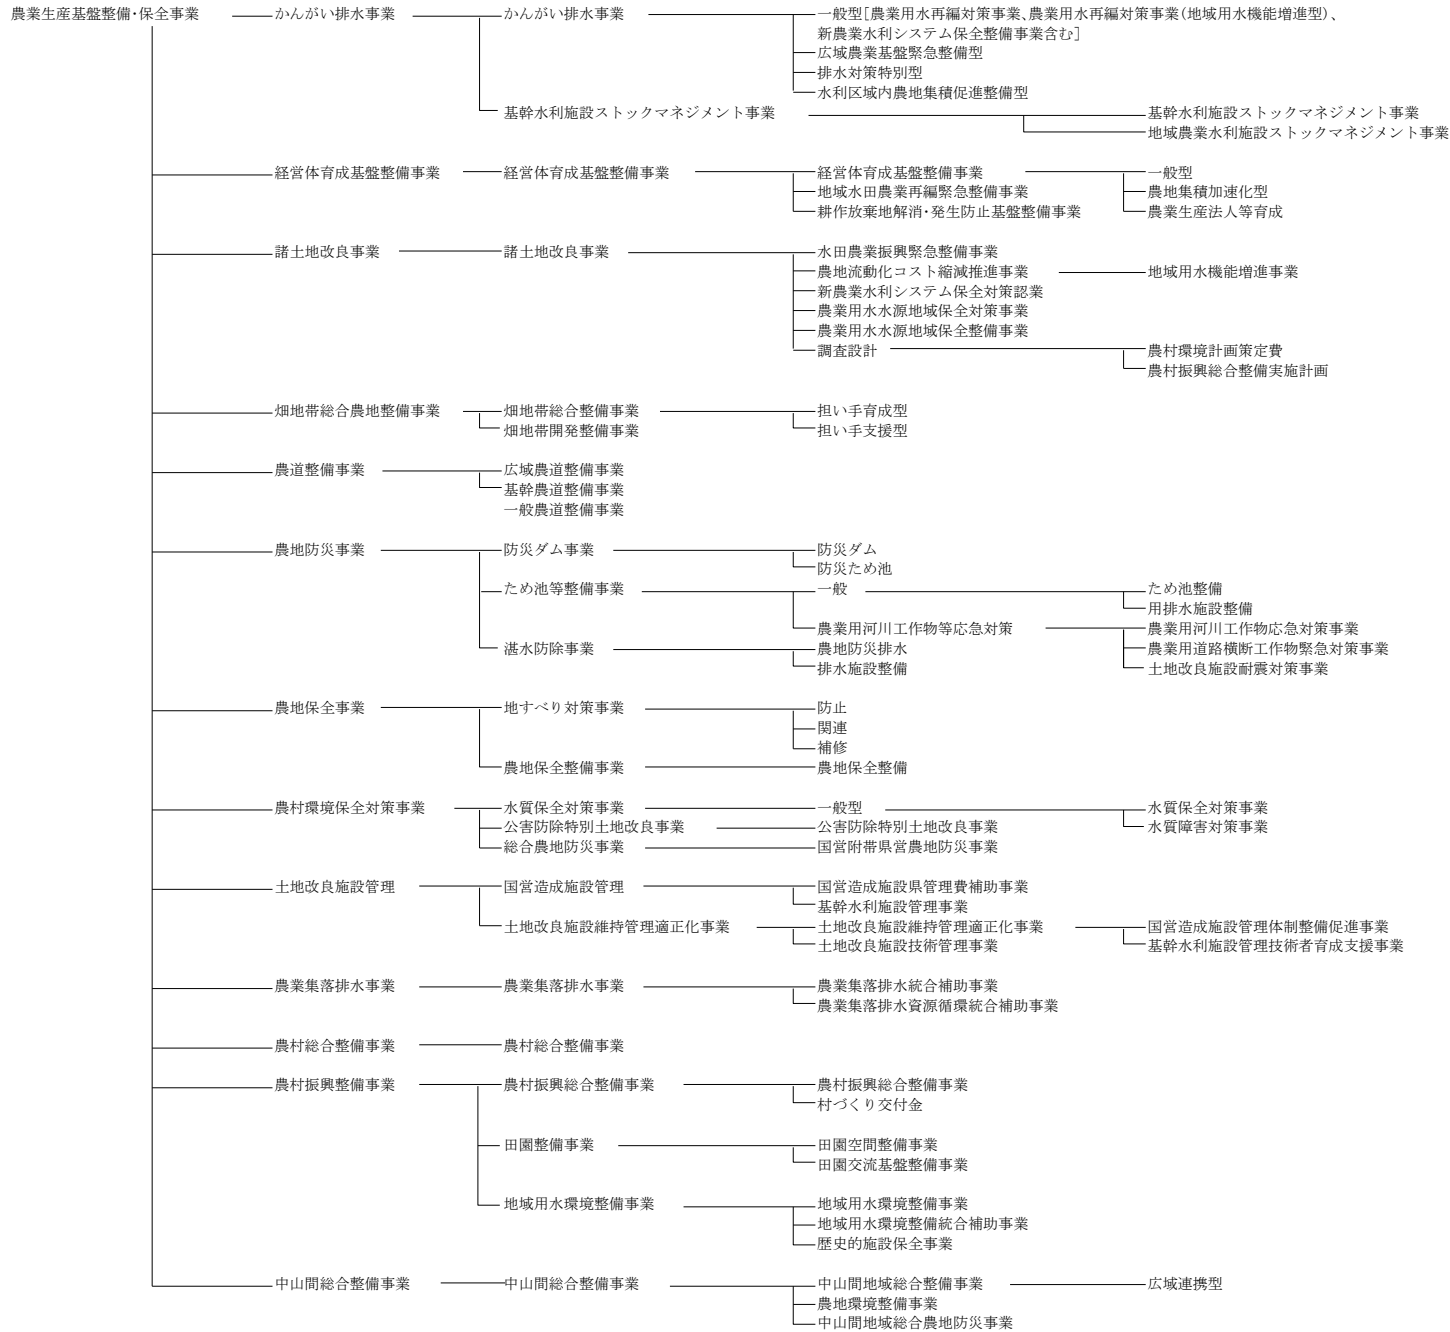 農業生産基盤整備・保全事業 かんがい排水事業 かんがい排水事業 一般型[農業用水再編対策事業、農業用水再編対策事業(地域用水機能増進型)、
新農業水利システム保全整備事業含む]
広域農業基盤緊急整備型
排水対策特別型
水利区域内農地集積促進整備型
基幹水利施設ストックマネジメント事業 基幹水利施設ストックマネジメント事業
地域農業水利施設ストックマネジメント事業
経営体育成基盤整備事業 経営体育成基盤整備事業 経営体育成基盤整備事業 一般型
地域水田農業再編緊急整備事業 農地集積加速化型
耕作放棄地解消・発生防止基盤整備事業 農業生産法人等育成
諸土地改良事業 諸土地改良事業 水田農業振興緊急整備事業
農地流動化コスト縮減推進事業 地域用水機能増進事業
新農業水利システム保全対策認業
農業用水水源地域保全対策事業
農業用水水源地域保全整備事業
調査設計 農村環境計画策定費
農村振興総合整備実施計画
畑地帯総合農地整備事業 畑地帯総合整備事業 担い手育成型
畑地帯開発整備事業 担い手支援型
農道整備事業 広域農道整備事業
基幹農道整備事業
一般農道整備事業
農地防災事業 防災ダム事業 防災ダム
防災ため池
ため池等整備事業 一般 ため池整備
用排水施設整備
農業用河川工作物等応急対策 農業用河川工作物応急対策事業
湛水防除事業 農地防災排水 農業用道路横断工作物緊急対策事業
排水施設整備 土地改良施設耐震対策事業
農地保全事業 地すべり対策事業 防止
関連
補修
農地保全整備事業 農地保全整備
農村環境保全対策事業 水質保全対策事業 一般型 水質保全対策事業
公害防除特別土地改良事業 公害防除特別土地改良事業 水質障害対策事業
総合農地防災事業 国営附帯県営農地防災事業
土地改良施設管理 国営造成施設管理 国営造成施設県管理費補助事業
基幹水利施設管理事業
土地改良施設維持管理適正化事業 土地改良施設維持管理適正化事業 国営造成施設管理体制整備促進事業
土地改良施設技術管理事業 基幹水利施設管理技術者育成支援事業
農業集落排水事業 農業集落排水事業 農業集落排水統合補助事業
農業集落排水資源循環統合補助事業
農村総合整備事業 農村総合整備事業
農村振興整備事業 農村振興総合整備事業 農村振興総合整備事業
村づくり交付金
田園整備事業 田園空間整備事業
田園交流基盤整備事業
地域用水環境整備事業 地域用水環境整備事業
地域用水環境整備統合補助事業
歴史的施設保全事業
中山間総合整備事業 中山間総合整備事業 中山間地域総合整備事業 広域連携型
農地環境整備事業
中山間地域総合農地防災事業